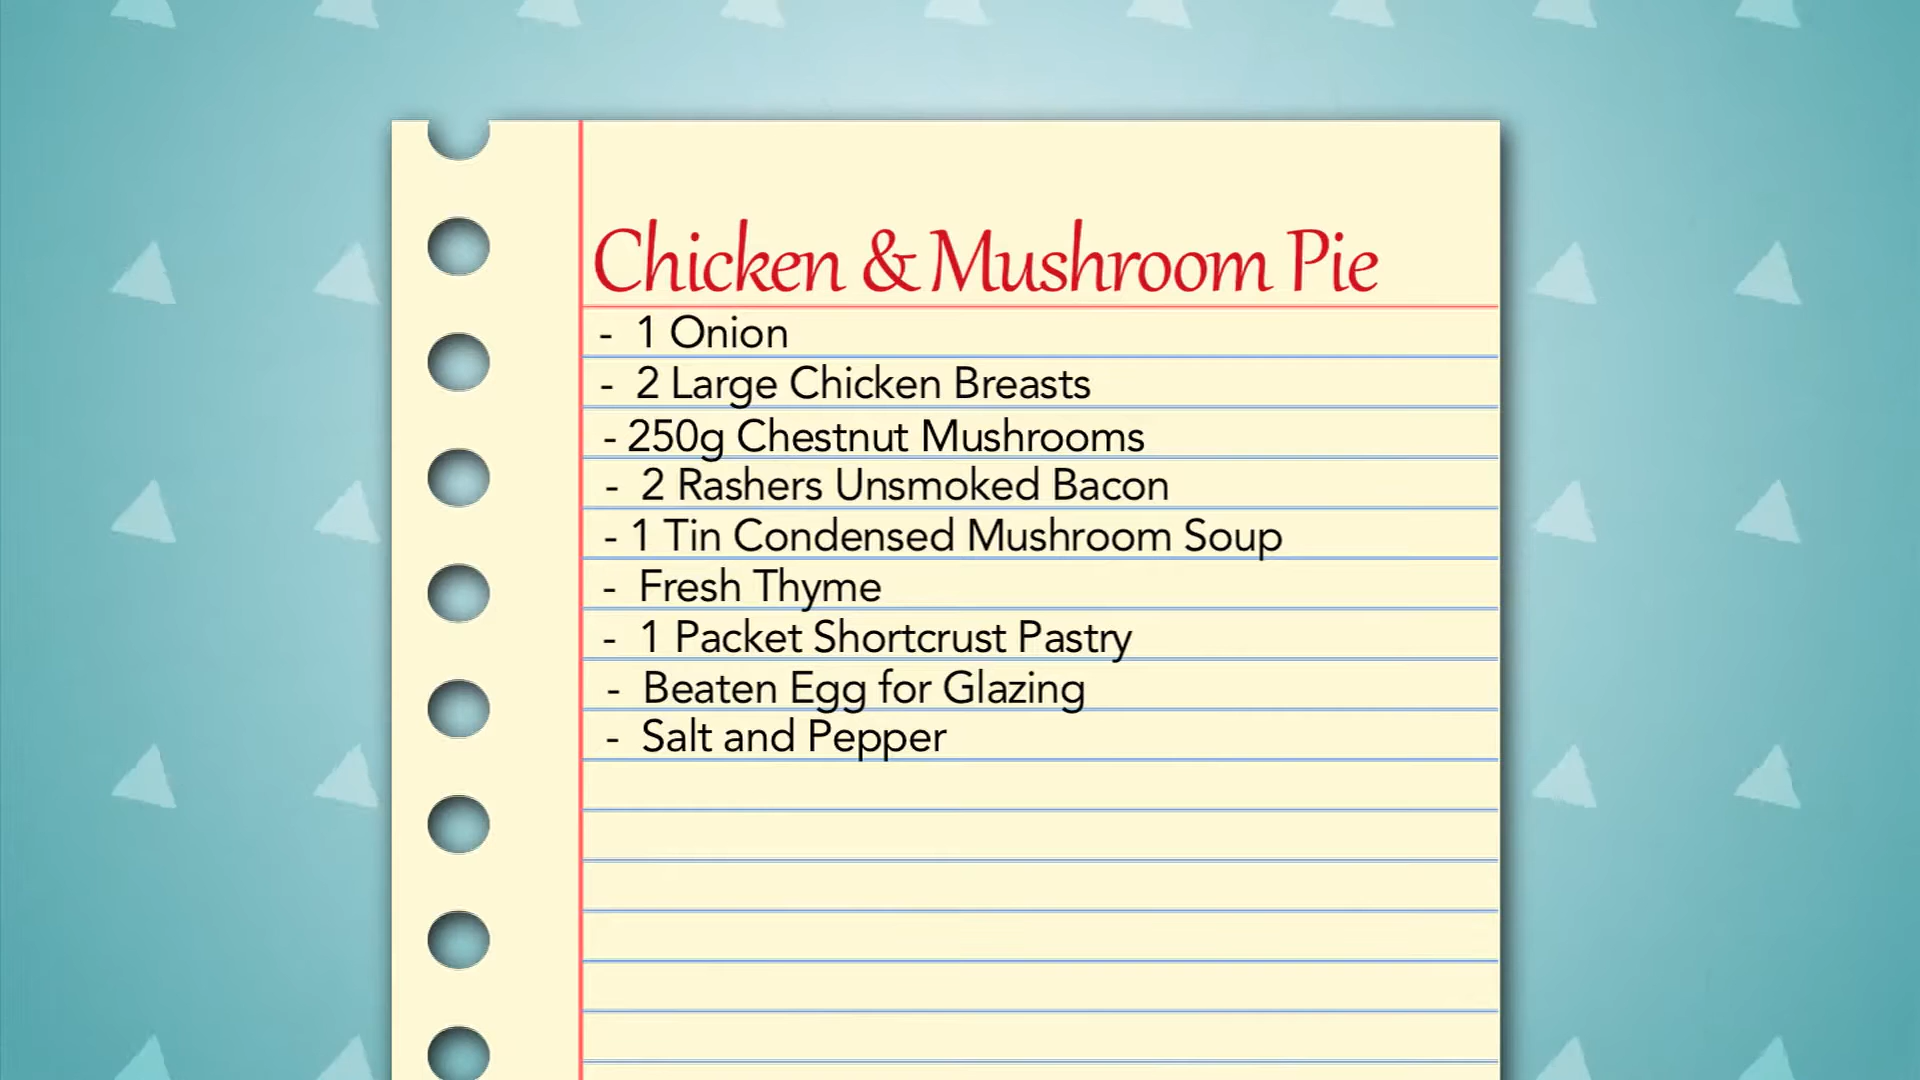 Chicken & Mushroom Pie
- 1 Onion
- 2 Large Chicken Breasts
- 250g Chestnut Mushrooms
- 2 Rashers Unsmoked Bacon
- 1 Tin Condensed Mushroom Soup
- Fresh Thyme
- 1 Packet Shortcrust Pastry
- Beaten Egg for Glazing
- Salt and Pepper